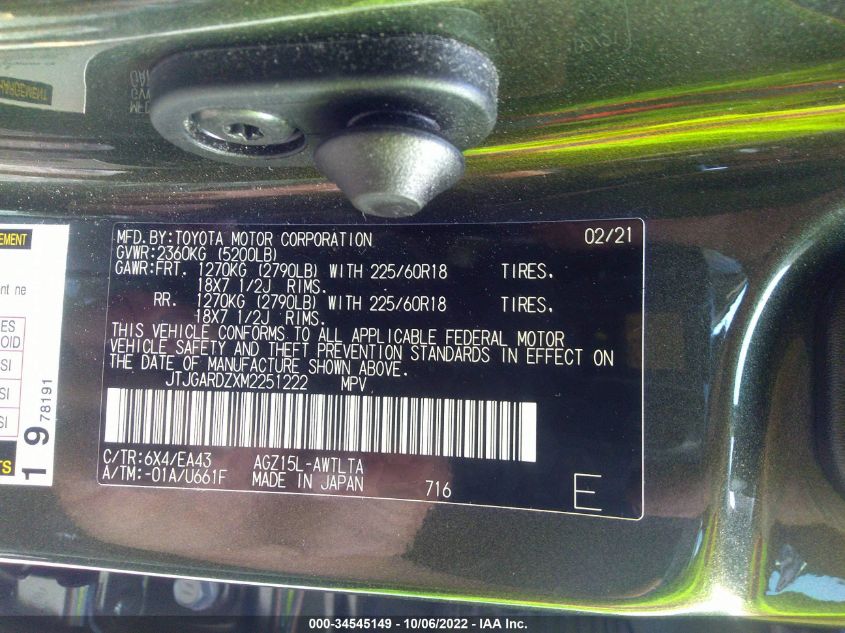 MFD.BY:TOYOTA MOTOR CORPORATION 02/21
GVWR:2360KG (5200LB)
GAWR:FRT. 1270KG (2790LB) WITH 225/60R18 TIRES.
18X7 1/2J RIMS.
RR. 1270KG (2790LB) WITH 225/60R18 TIRES.
18X7 1/2J RIMS.
THIS VEHICLE CONFORMS TO ALL APPLICABLE FEDERAL MOTOR
VEHICLE SAFETY AND THEFT PREVENTION STANDARDS IN EFFECT ON
THE DATE OF MANUFACTURE SHOWN ABOVE.
JTJGARDZXM2251222 MPV
C/TR:6X4/EA43 AGZ15L-AWTLTA
A/TM:-01A/U661F MADE IN JAPAN 716 E
19 78191
000-34545149 - 10/06/2022 - IAA Inc.